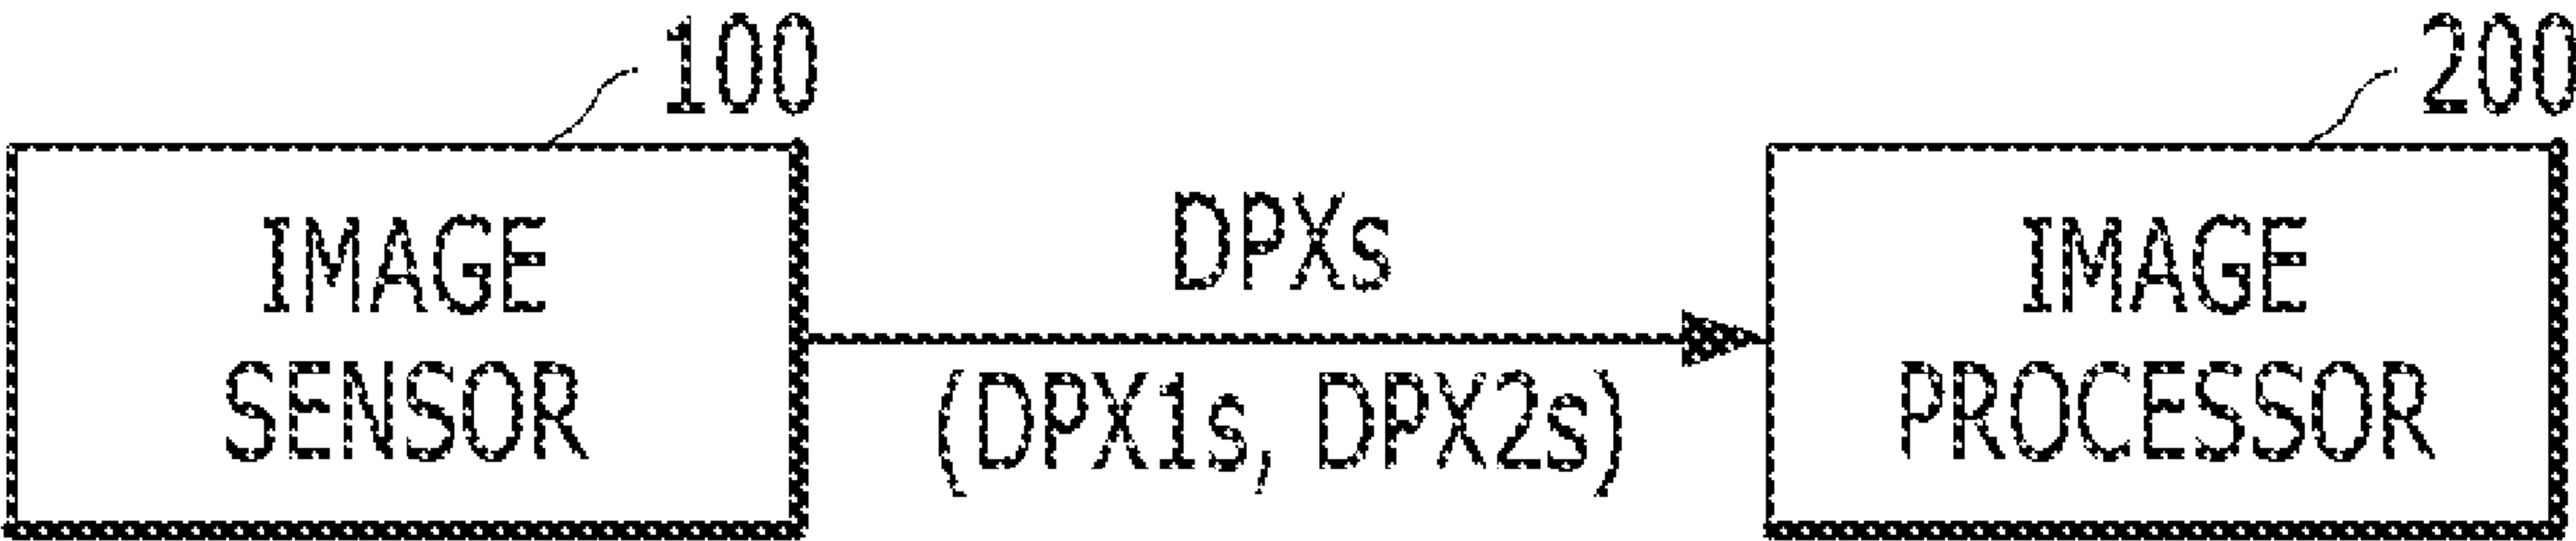 100
200
IMAGE
SENSOR
DPXs
(DPX1s, DPX2s)
IMAGE
PROCESSOR